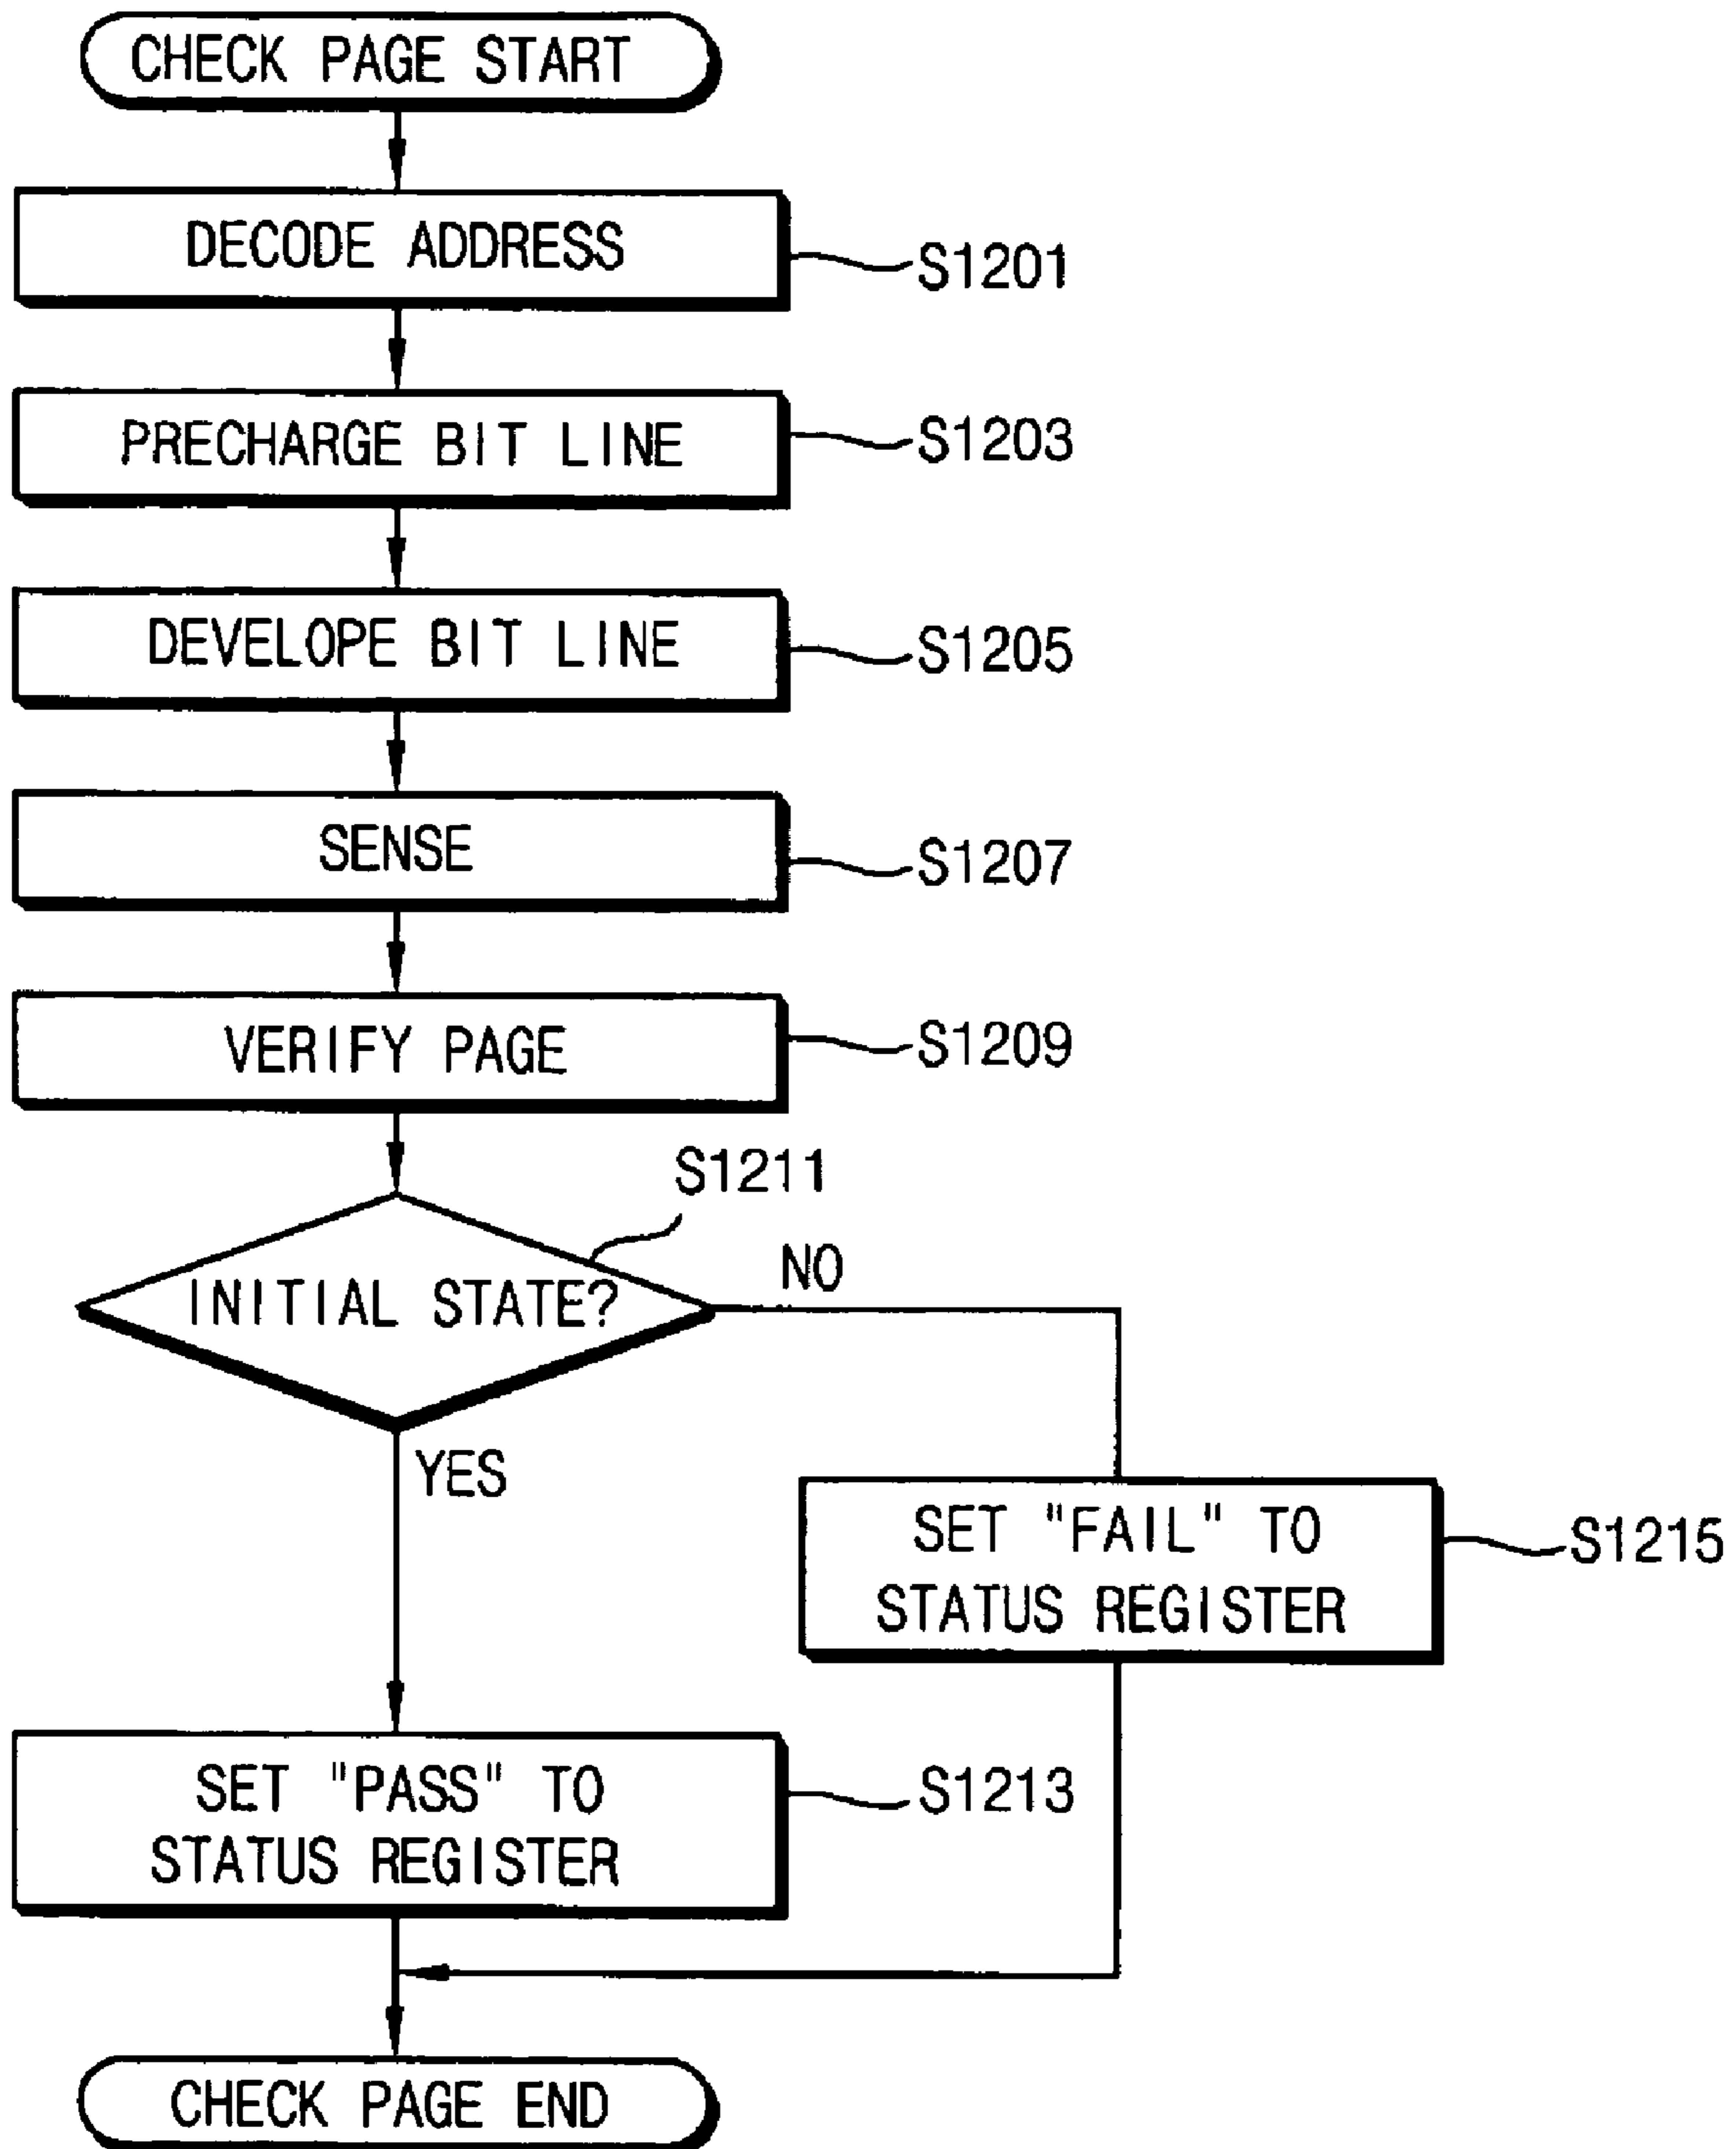 CHECK PAGE START
DECODE ADDRESS
S1201
PRECHARGE BIT LINE
S1203
DEVELOPE BIT LINE
S1205
SENSE
S1207
VERIFY PAGE
S1209
S1211
INITIAL STATE?
NO
YES
SET "FAIL" TO
STATUS REGISTER
S1215
SET "PASS" TO
STATUS REGISTER
S1213
CHECK PAGE END